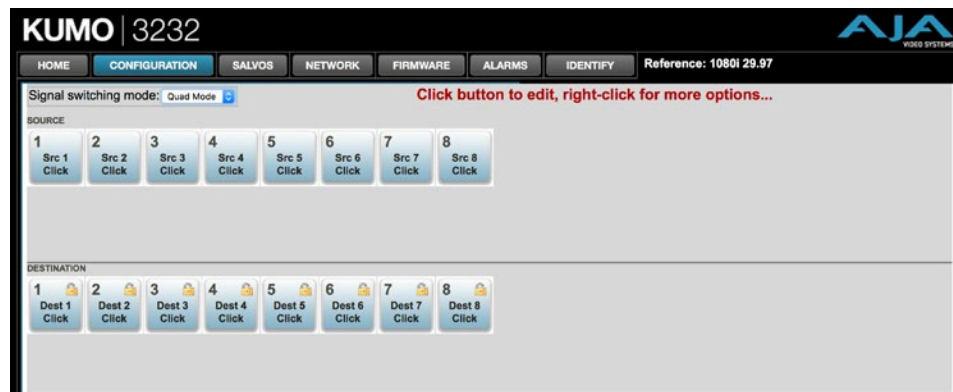 KUMO | 3232
AJA
VIDEO SYSTEMS
HOME CONFIGURATION SALVOS NETWORK FIRMWARE ALARMS IDENTIFY Reference: 1080i 29.97
Signal switching mode: Quad Mode Click button to edit, right-click for more options...
SOURCE
1 2 3 4 5 6 7 8
Src 1 Src 2 Src 3 Src 4 Src 5 Src 6 Src 7 Src 8
Click Click Click Click Click Click Click Click
DESTINATION
1 2 3 4 5 6 7 8
Dest 1 Dest 2 Dest 3 Dest 4 Dest 5 Dest 6 Dest 7 Dest 8
Click Click Click Click Click Click Click Click